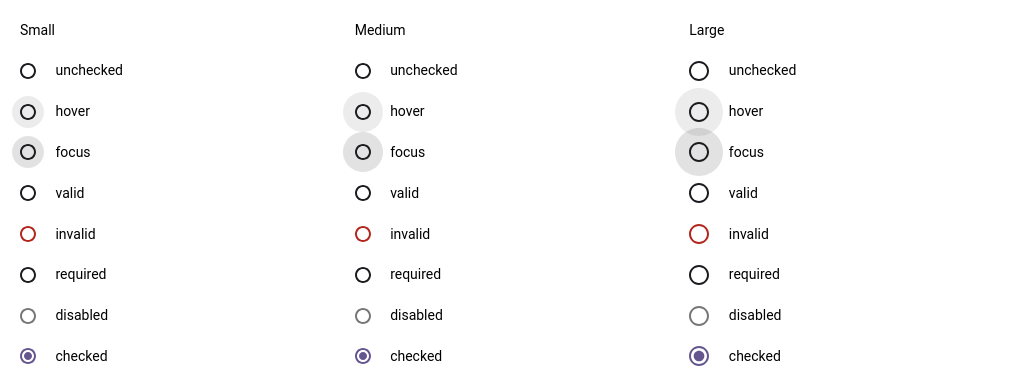 Small
unchecked
hover
focus
valid
invalid
required
disabled
checked
Medium
unchecked
hover
focus
valid
invalid
required
disabled
checked
Large
unchecked
hover
focus
valid
invalid
required
disabled
checked